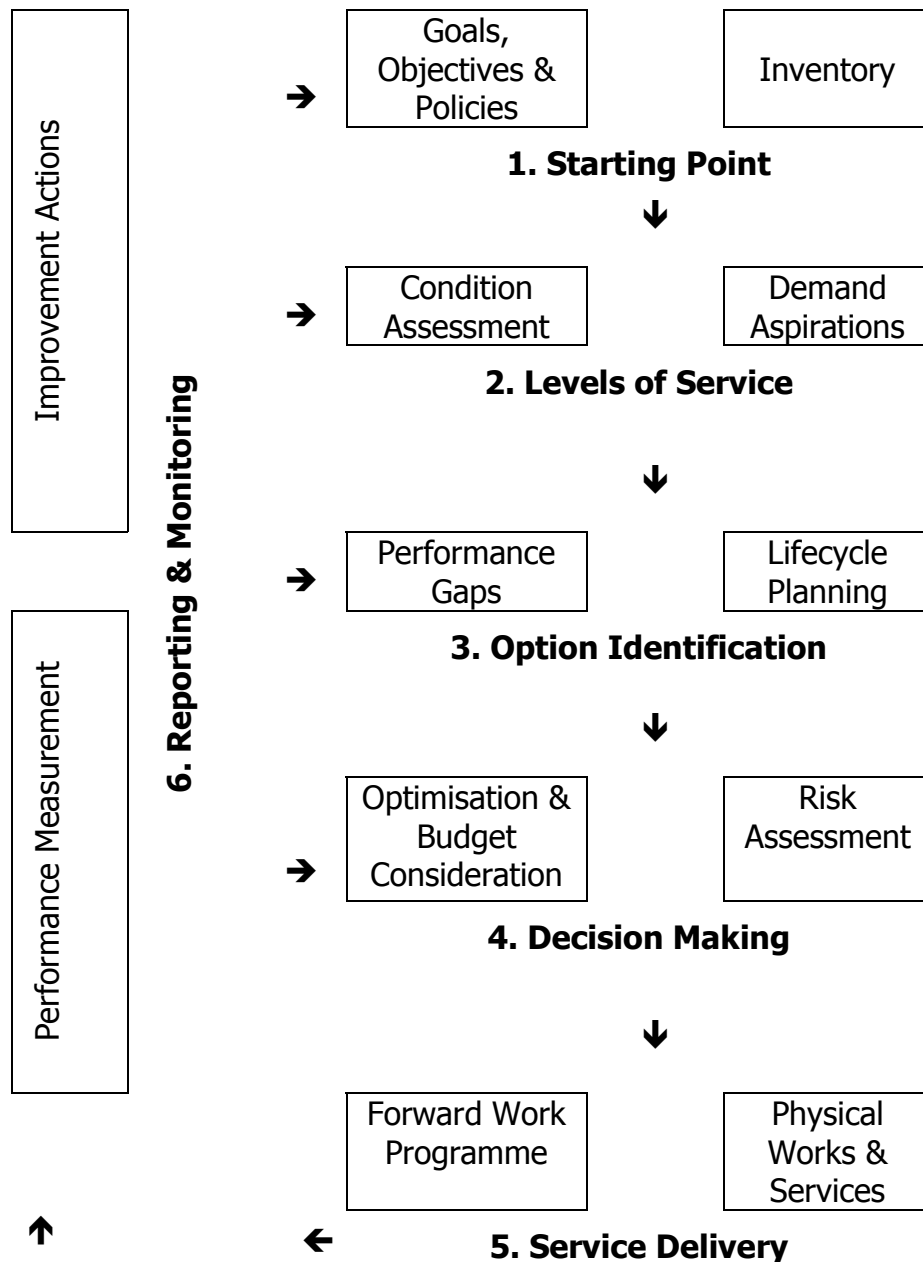 Improvement Actions
Performance Measurement
6. Reporting & Monitoring
Goals,
Objectives &
Policies
Inventory
1. Starting Point
Condition
Assessment
Demand
Aspirations
2. Levels of Service
Performance
Gaps
Lifecycle
Planning
3. Option Identification
Optimisation &
Budget
Consideration
Risk
Assessment
4. Decision Making
Forward Work
Programme
Physical
Works &
Services
5. Service Delivery